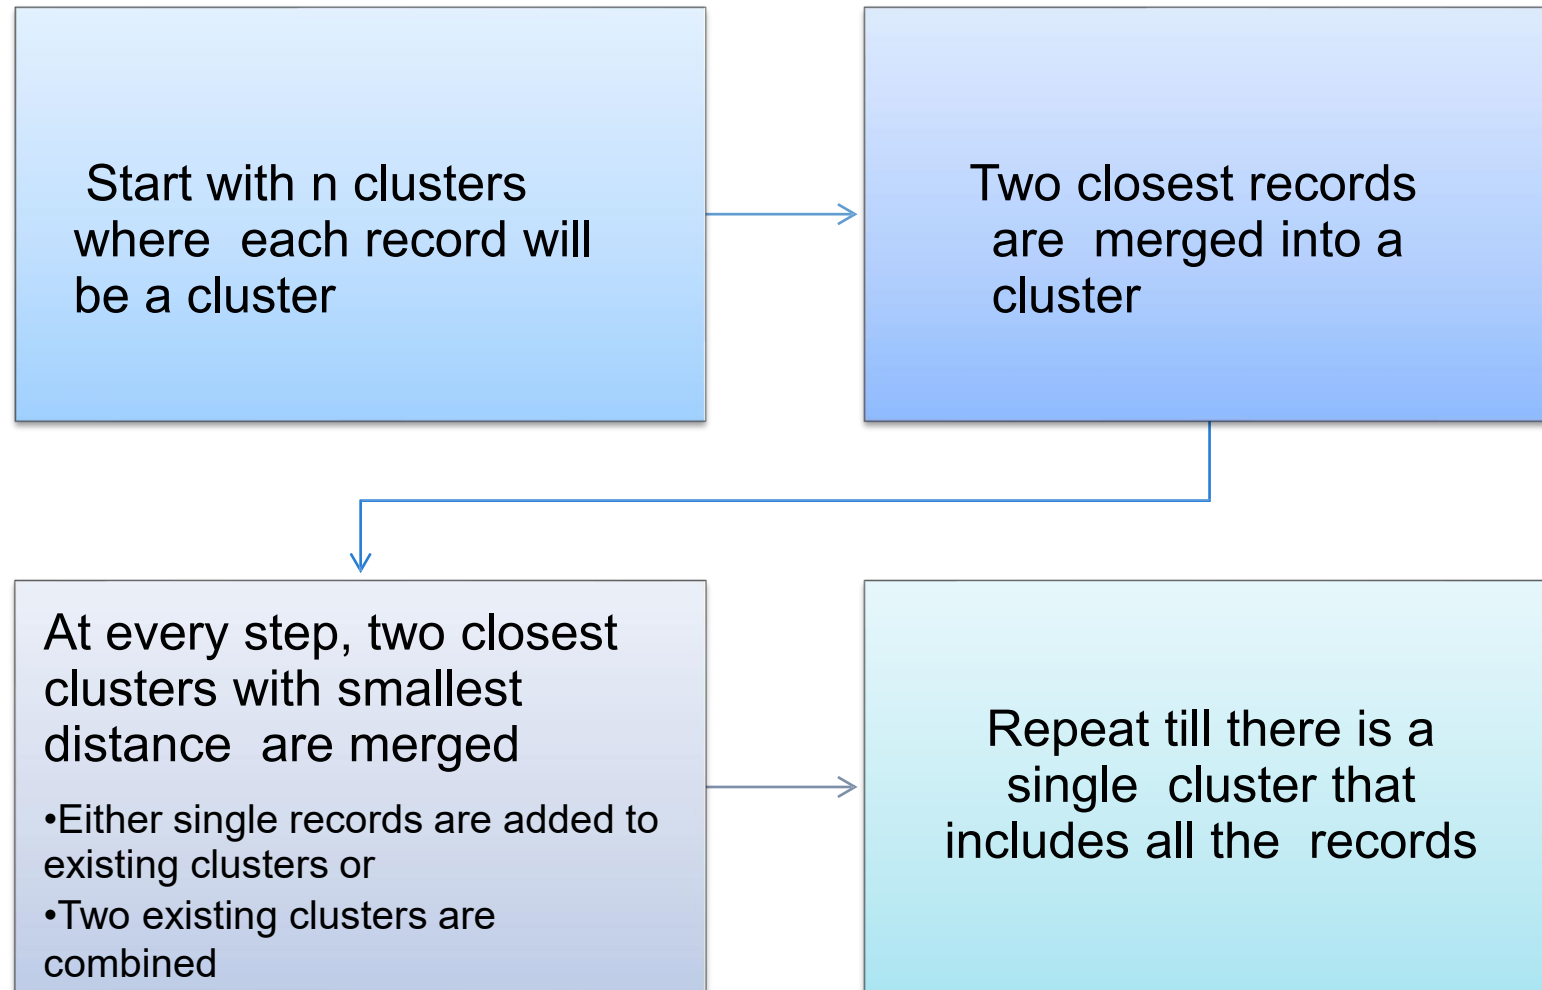 Start with n clusters
where each record will
be a cluster
Two closest records
are merged into a
cluster
At every step, two closest
clusters with smallest
distance are merged
•Either single records are added to
existing clusters or
•Two existing clusters are
combined
Repeat till there is a
single cluster that
includes all the records